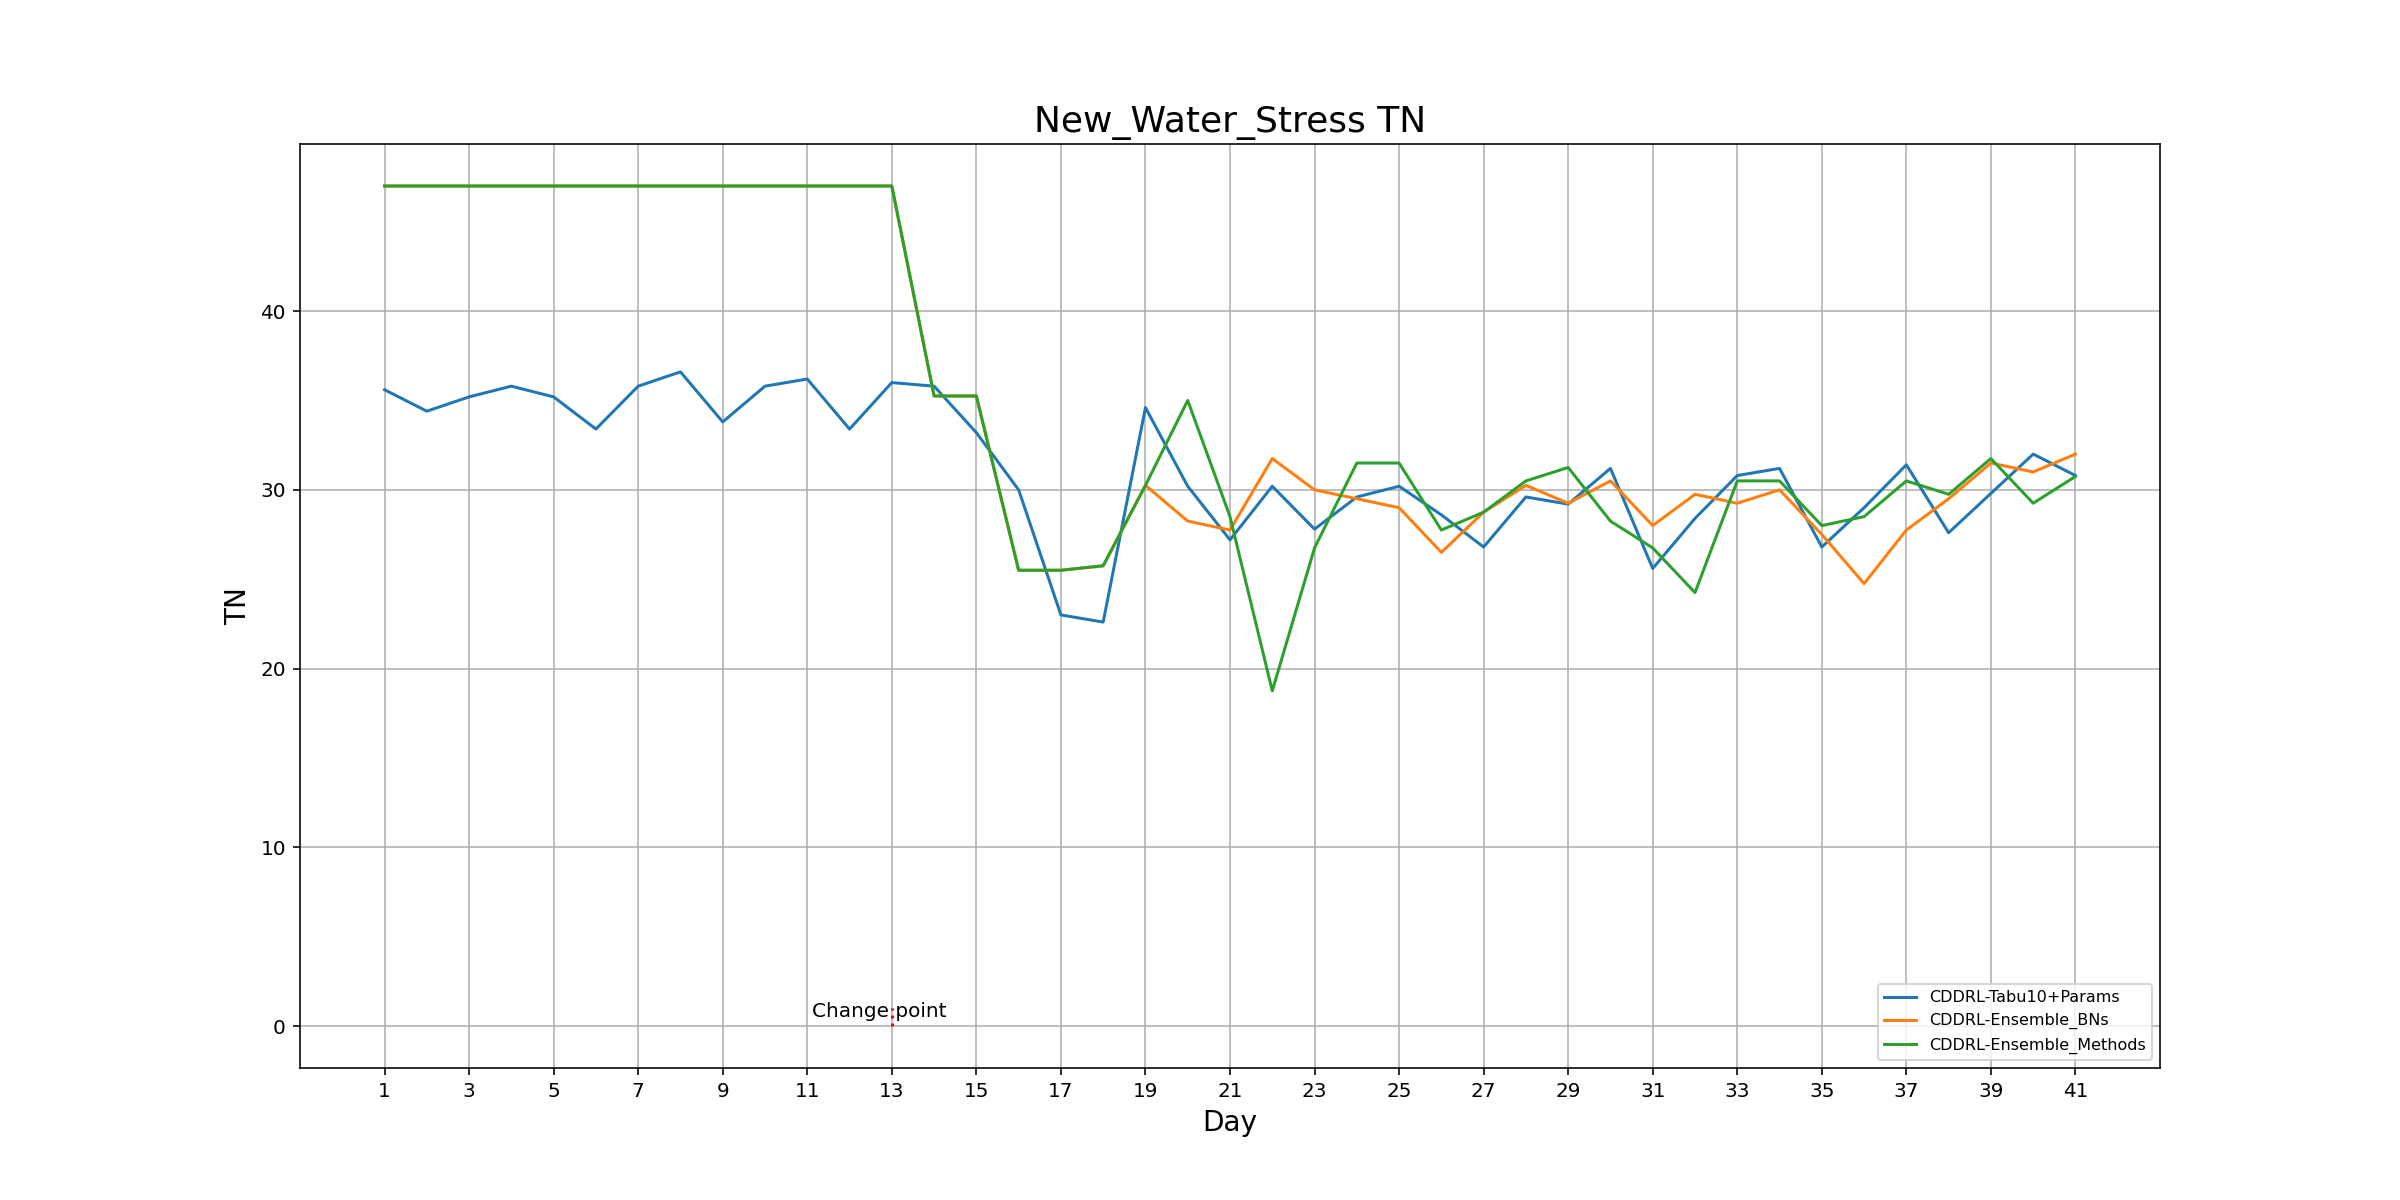 New_Water_Stress TN
TN
40
30
20
10
0
Change point
1 3 5 7 9 11 13 15 17 19 21 23 25 27 29 31 33 35 37 39 41
Day
CDDRL-Tabu10+Params
CDDRL-Ensemble_BNs
CDDRL-Ensemble_Methods